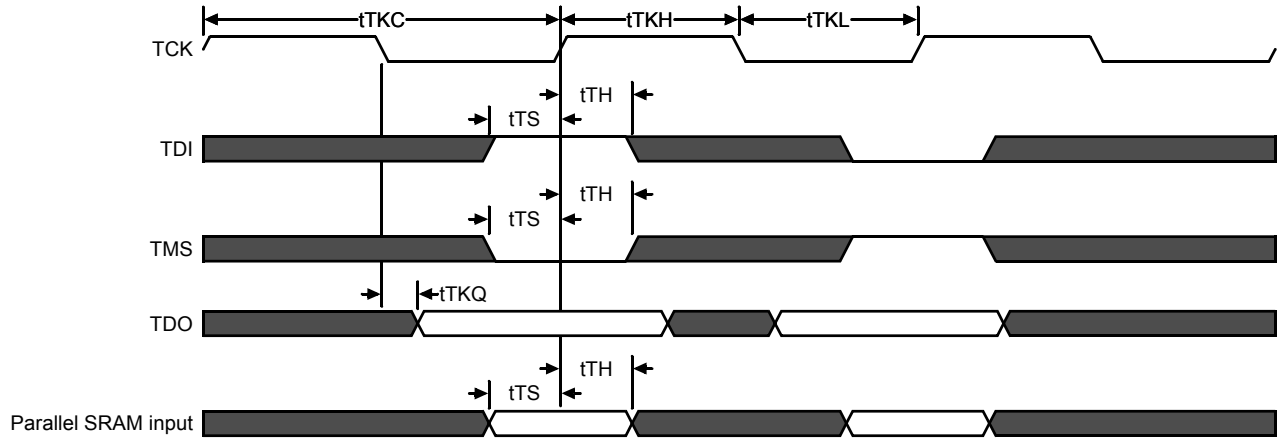 tTKC tTKH tTKL
TCK
tTH
tTS
TDI
tTH
tTS
TMS
tTKQ
TDO
tTH
tTS
Parallel SRAM input